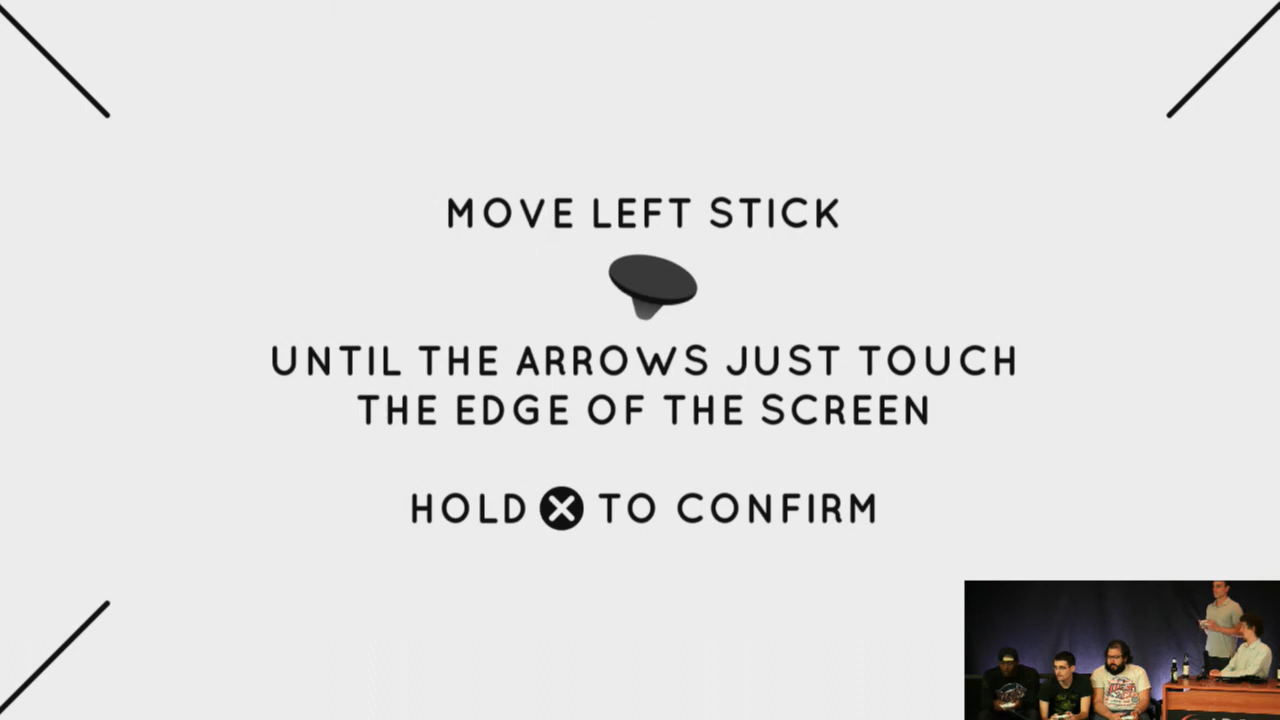 MOVE LEFT STICK
UNTIL THE ARROWS JUST TOUCH
THE EDGE OF THE SCREEN
HOLD ⓧ TO CONFIRM